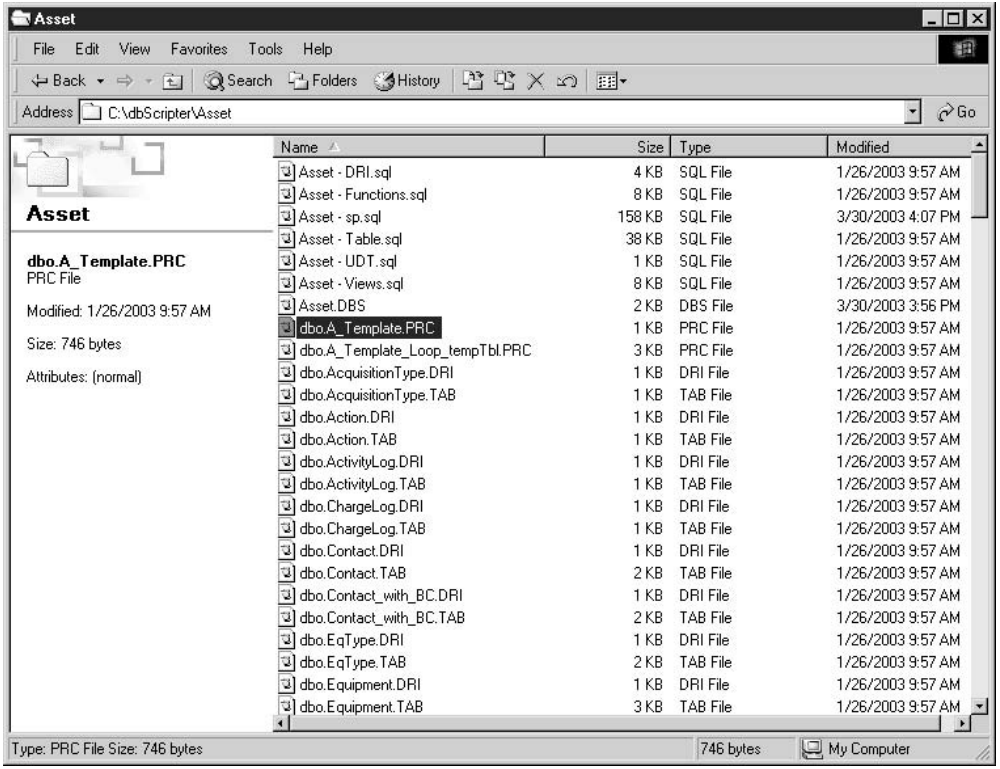 Asset
File Edit View Favorites Tools Help
Back Search Folders History
Address C:\dbScripter\Asset Go
Name Size Type Modified
Asset
dbo.A_Template.PRC
PRC File
Modified: 1/26/2003 9:57 AM
Size: 746 bytes
Attributes: (normal)
Asset - DRI.sql 4 KB SQL File 1/26/2003 9:57 AM
Asset - Functions.sql 8 KB SQL File 1/26/2003 9:57 AM
Asset - sp.sql 158 KB SQL File 3/30/2003 4:07 PM
Asset - Table.sql 38 KB SQL File 1/26/2003 9:57 AM
Asset - UDT.sql 1 KB SQL File 1/26/2003 9:57 AM
Asset - Views.sql 8 KB SQL File 1/26/2003 9:57 AM
Asset.DBS 2 KB DBS File 3/30/2003 3:56 PM
dbo.A_Template.PRC 1 KB PRC File 1/26/2003 9:57 AM
dbo.A_Template_Loop_tempTbl.PRC 3 KB PRC File 1/26/2003 9:57 AM
dbo.AcquisitionType.DRI 1 KB DRI File 1/26/2003 9:57 AM
dbo.AcquisitionType.TAB 1 KB TAB File 1/26/2003 9:57 AM
dbo.Action.DRI 1 KB DRI File 1/26/2003 9:57 AM
dbo.Action.TAB 1 KB TAB File 1/26/2003 9:57 AM
dbo.ActivityLog.DRI 1 KB DRI File 1/26/2003 9:57 AM
dbo.ActivityLog.TAB 1 KB TAB File 1/26/2003 9:57 AM
dbo.ChargeLog.DRI 1 KB DRI File 1/26/2003 9:57 AM
dbo.ChargeLog.TAB 1 KB TAB File 1/26/2003 9:57 AM
dbo.Contact.DRI 1 KB DRI File 1/26/2003 9:57 AM
dbo.Contact.TAB 2 KB TAB File 1/26/2003 9:57 AM
dbo.Contact_with_BC.DRI 1 KB DRI File 1/26/2003 9:57 AM
dbo.Contact_with_BC.TAB 2 KB TAB File 1/26/2003 9:57 AM
dbo.EqType.DRI 1 KB DRI File 1/26/2003 9:57 AM
dbo.EqType.TAB 2 KB TAB File 1/26/2003 9:57 AM
dbo.Equipment.DRI 1 KB DRI File 1/26/2003 9:57 AM
dbo.Equipment.TAB 3 KB TAB File 1/26/2003 9:57 AM
Type: PRC File Size: 746 bytes 746 bytes My Computer